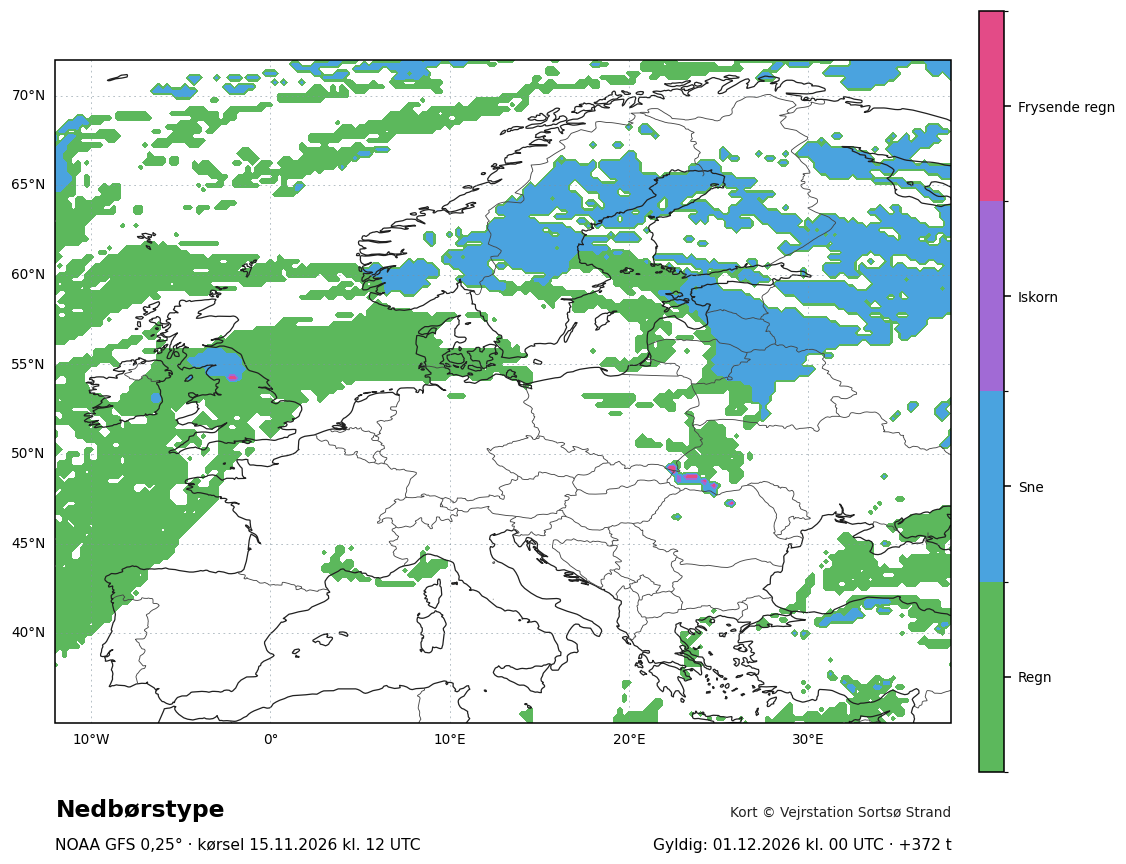 70°N
65°N
60°N
55°N
50°N
45°N
40°N
10°W
0°
10°E
20°E
30°E
Frysende regn
Iskorn
Sne
Regn
Nedbørstype
Kort © Vejrstation Sortsø Strand
NOAA GFS 0,25° · kørsel 15.11.2026 kl. 12 UTC
Gyldig: 01.12.2026 kl. 00 UTC · +372 t